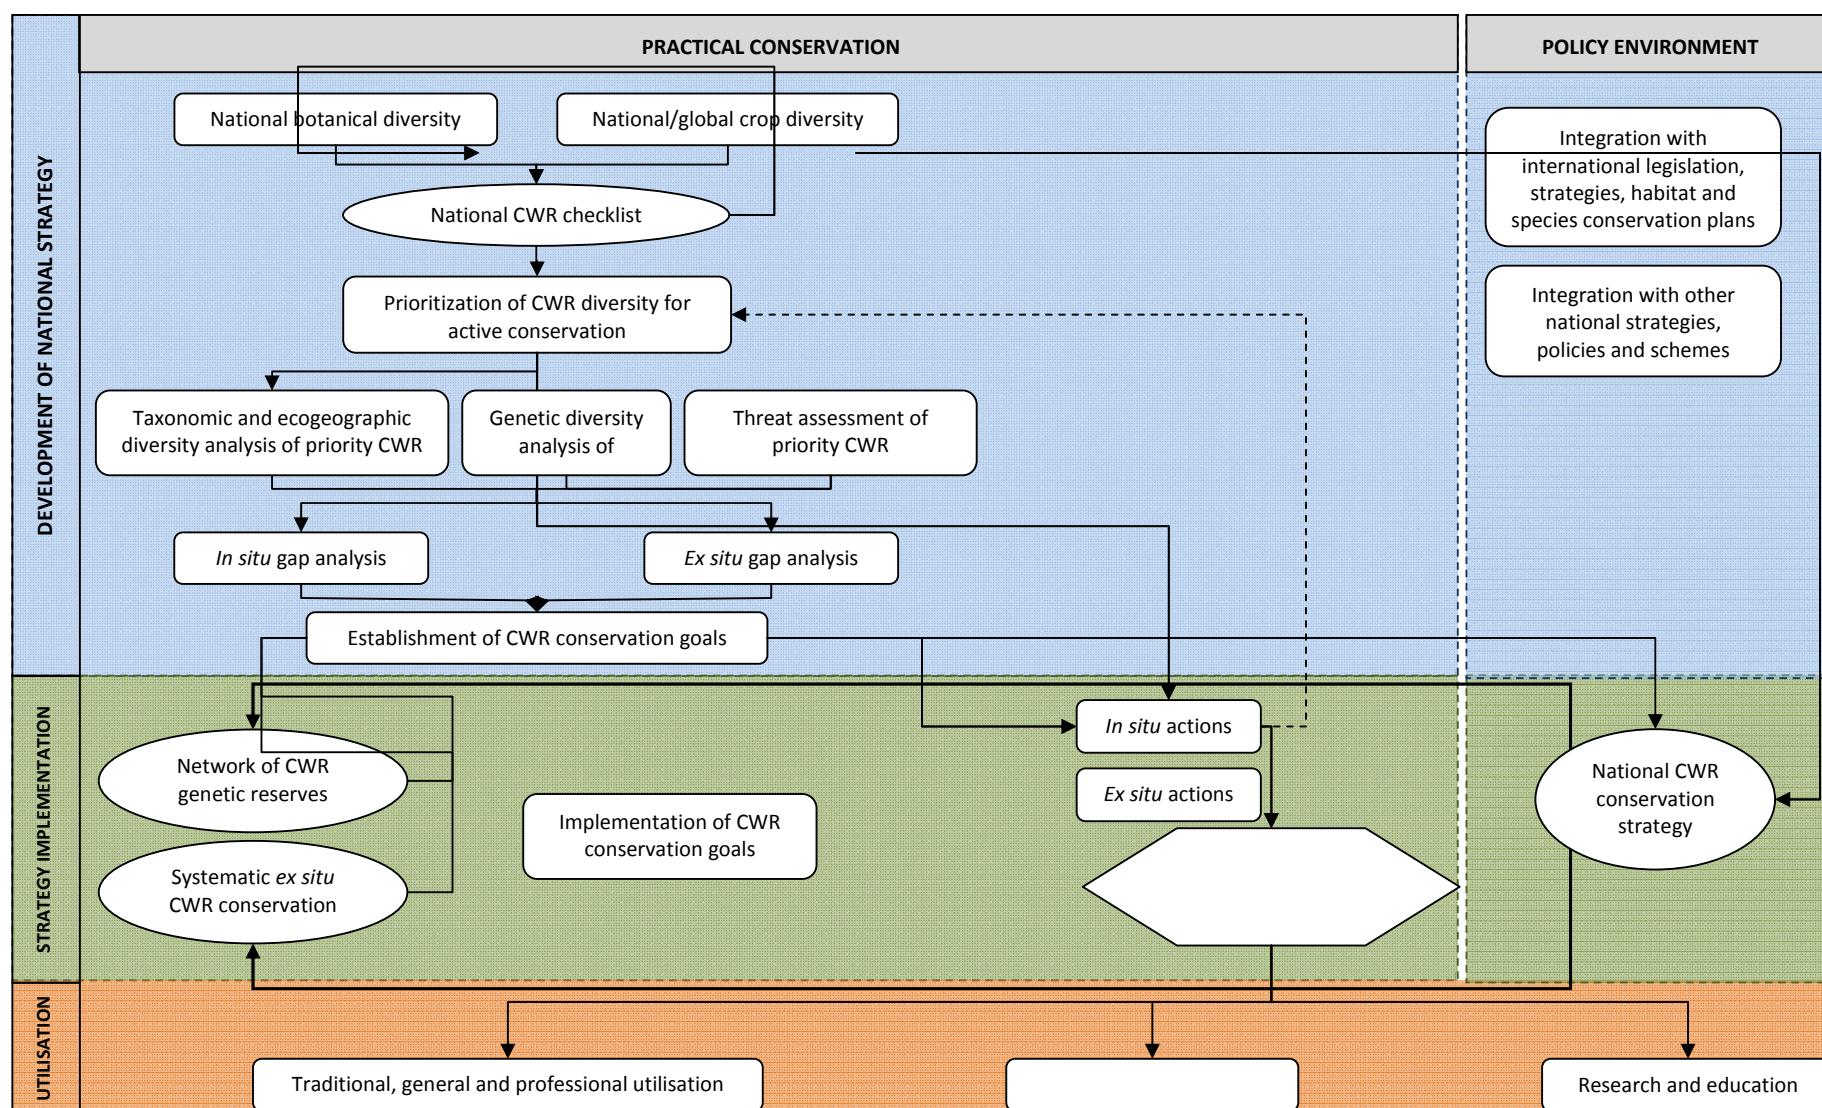 PRACTICAL CONSERVATION
POLICY ENVIRONMENT
DEVELOPMENT OF NATIONAL STRATEGY
National botanical diversity
National/global crop diversity
National CWR checklist
Prioritization of CWR diversity for
active conservation
Taxonomic and ecogeographic
diversity analysis of priority CWR
Genetic diversity
analysis of
Threat assessment of
priority CWR
In situ gap analysis
Ex situ gap analysis
Establishment of CWR conservation goals
Integration with
international legislation,
strategies, habitat and
species conservation plans
Integration with other
national strategies,
policies and schemes
STRATEGY IMPLEMENTATION
Network of CWR
genetic reserves
Systematic ex situ
CWR conservation
Implementation of CWR
conservation goals
In situ actions
Ex situ actions
National CWR
conservation
strategy
UTILISATION
Traditional, general and professional utilisation
Research and education